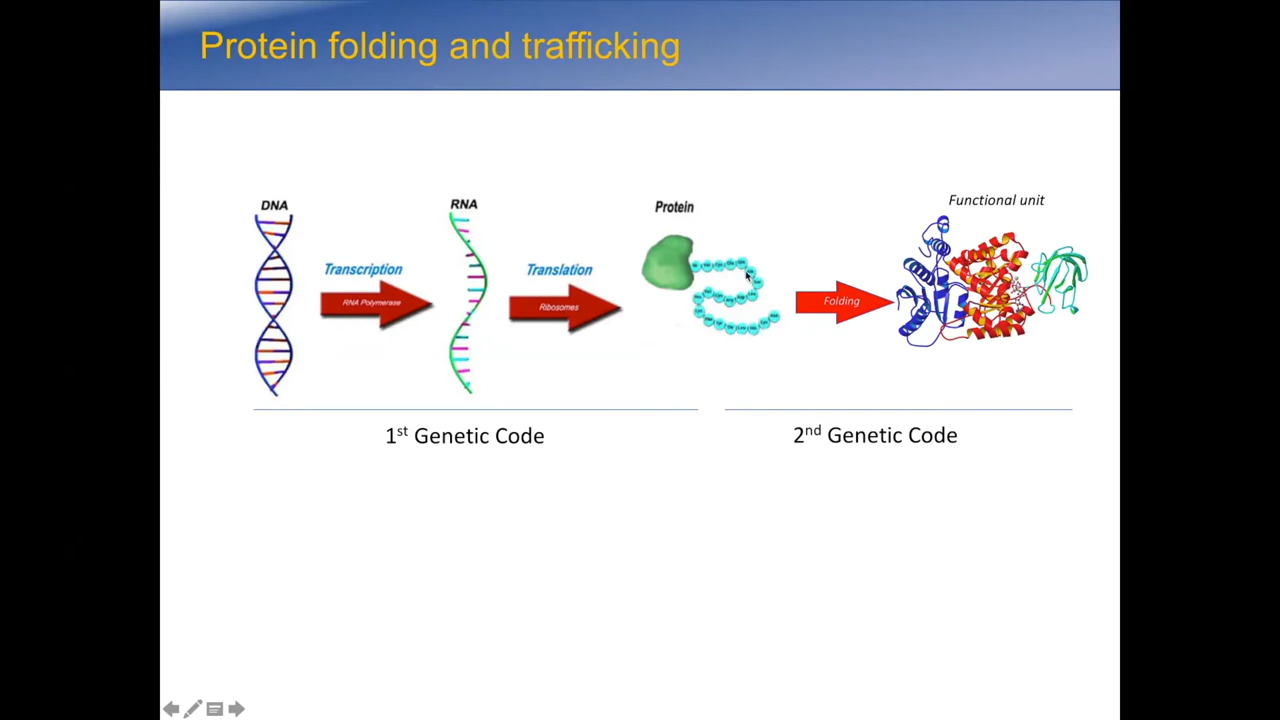 Protein folding and trafficking
DNA
RNA
Protein
Functional unit
Transcription
RNA Polymerase
Translation
Ribosomes
Folding
1st Genetic Code
2nd Genetic Code